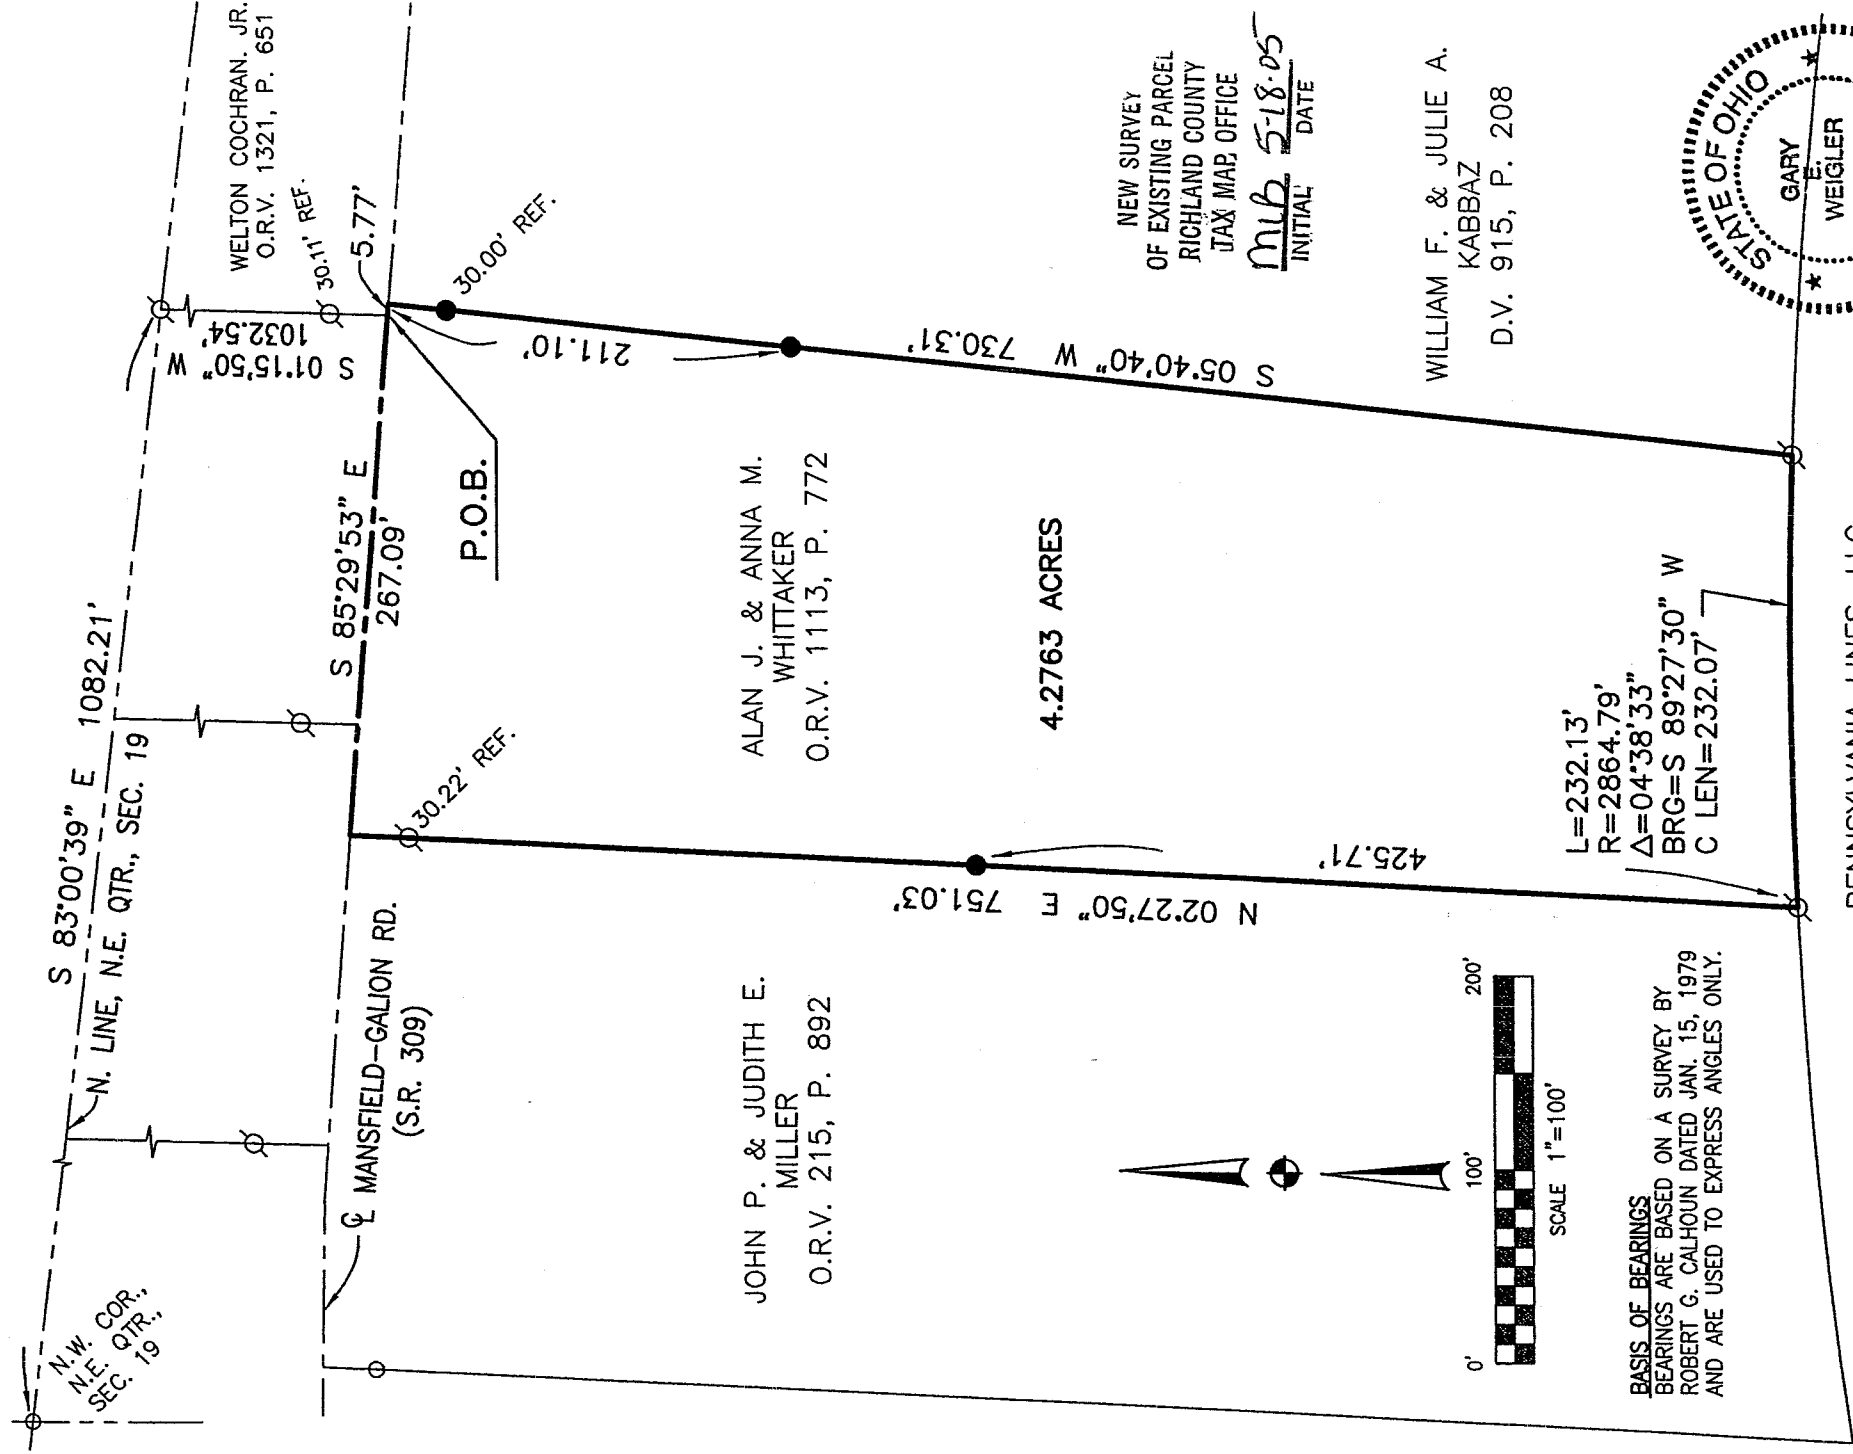 N.W. COR.,
N.E. QTR.,
SEC. 19
S 83°00'39" E 1082.21'
N. LINE, N.E. QTR., SEC. 19
S 01°15'50" W
1032.54'
WELTON COCHRAN. JR.
O.R.V. 1321, P. 651
30.11' REF.
5.77'
30.00' REF.
S 85°29'53" E
267.09'
P.O.B.
℄ MANSFIELD-GALION RD.
(S.R. 309)
30.22' REF.
211.10'
S 05°40'40" W 730.31'
ALAN J. & ANNA M.
WHITTAKER
O.R.V. 1113, P. 772
4.2763 ACRES
JOHN P. & JUDITH E.
MILLER
O.R.V. 215, P. 892
N 02°27'50" E 751.03'
425.71'
NEW SURVEY
OF EXISTING PARCEL
RICHLAND COUNTY
TAX MAP OFFICE
mub 5-18-05
INITIAL DATE
WILLIAM F. & JULIE A.
KABBAZ
D.V. 915, P. 208
L=232.13'
R=2864.79'
Δ=04°38'33"
BRG=S 89°27'30" W
C LEN=232.07'
0' 100' 200'
SCALE 1"=100'
BASIS OF BEARINGS
BEARINGS ARE BASED ON A SURVEY BY
ROBERT G. CALHOUN DATED JAN. 15, 1979
AND ARE USED TO EXPRESS ANGLES ONLY.
STATE OF OHIO
GARY
E.
WEIGLER